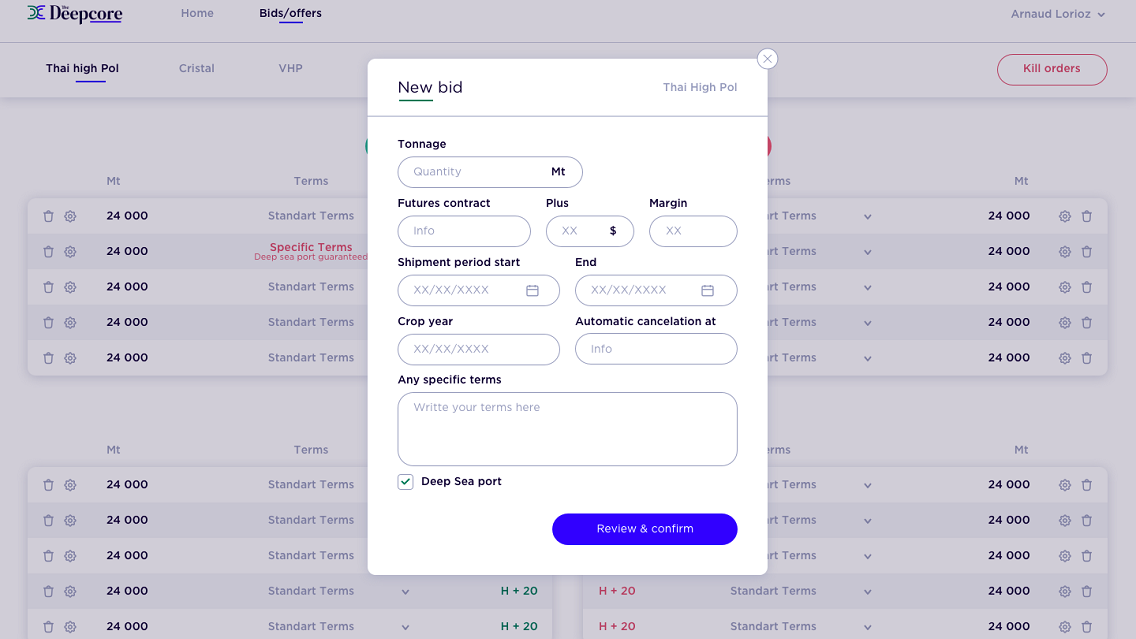 The Deepcore
Home
Bids/offers
Arnaud Lorioz
Thai high Pol
Cristal
VHP
Kill orders
New bid
Thai High Pol
Tonnage
Quantity Mt
Futures contract Plus Margin
Info XX $ XX
Shipment period start End
XX/XX/XXXX XX/XX/XXXX
Crop year Automatic cancelation at
XX/XX/XXXX Info
Any specific terms
Writte your terms here
Deep Sea port
Review & confirm
Mt Terms rms Mt
24 000 Standart Terms rt Terms 24 000
24 000 Specific Terms rt Terms 24 000
Deep sea port guaranteed
24 000 Standart Terms rt Terms 24 000
24 000 Standart Terms rt Terms 24 000
24 000 Standart Terms rt Terms 24 000
Mt Terms rms Mt
24 000 Standart Terms rt Terms 24 000
24 000 Standart Terms rt Terms 24 000
24 000 Standart Terms rt Terms 24 000
24 000 Standart Terms H + 20 H + 20 Standart Terms 24 000
24 000 Standart Terms H + 20 H + 20 Standart Terms 24 000